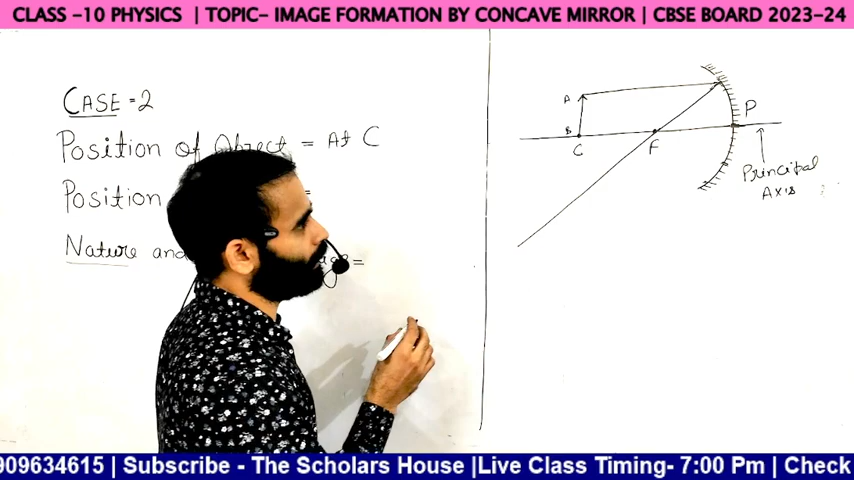 CLASS -10 PHYSICS | TOPIC- IMAGE FORMATION BY CONCAVE MIRROR | CBSE BOARD 2023-24
CASE = 2
Position of Object = At C
Position =
Nature and =
A
B
C
F
P
Principal
Axis
909634615 | Subscribe - The Scholars House |Live Class Timing- 7:00 Pm | Check